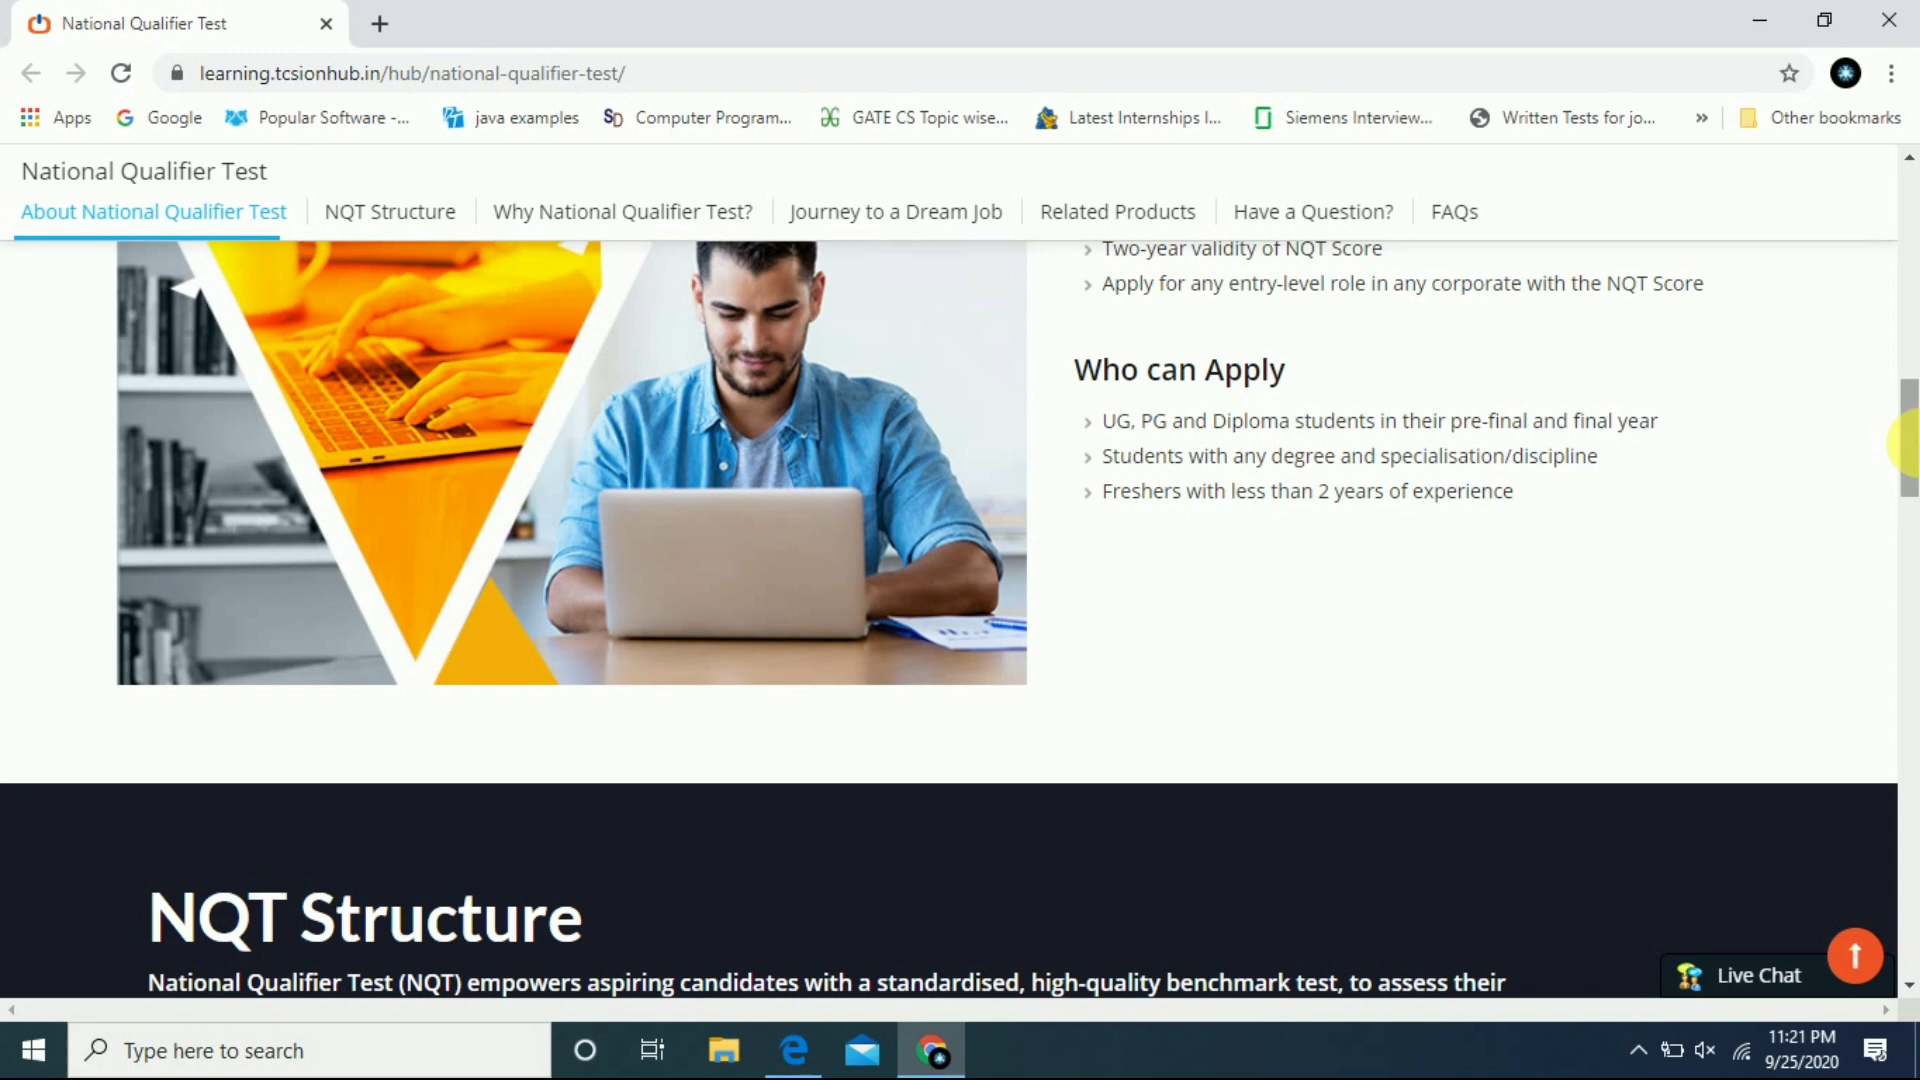 National Qualifier Test
learning.tcsionhub.in/hub/national-qualifier-test/
Apps
Google
Popular Software -...
java examples
Computer Program...
GATE CS Topic wise...
Latest Internships I...
Siemens Interview...
Written Tests for jo...
»
Other bookmarks
National Qualifier Test
About National Qualifier Test
NQT Structure
Why National Qualifier Test?
Journey to a Dream Job
Related Products
Have a Question?
FAQs
Two-year validity of NQT Score
Apply for any entry-level role in any corporate with the NQT Score
Who can Apply
UG, PG and Diploma students in their pre-final and final year
Students with any degree and specialisation/discipline
Freshers with less than 2 years of experience
NQT Structure
National Qualifier Test (NQT) empowers aspiring candidates with a standardised, high-quality benchmark test, to assess their
Live Chat
Type here to search
11:21 PM
9/25/2020